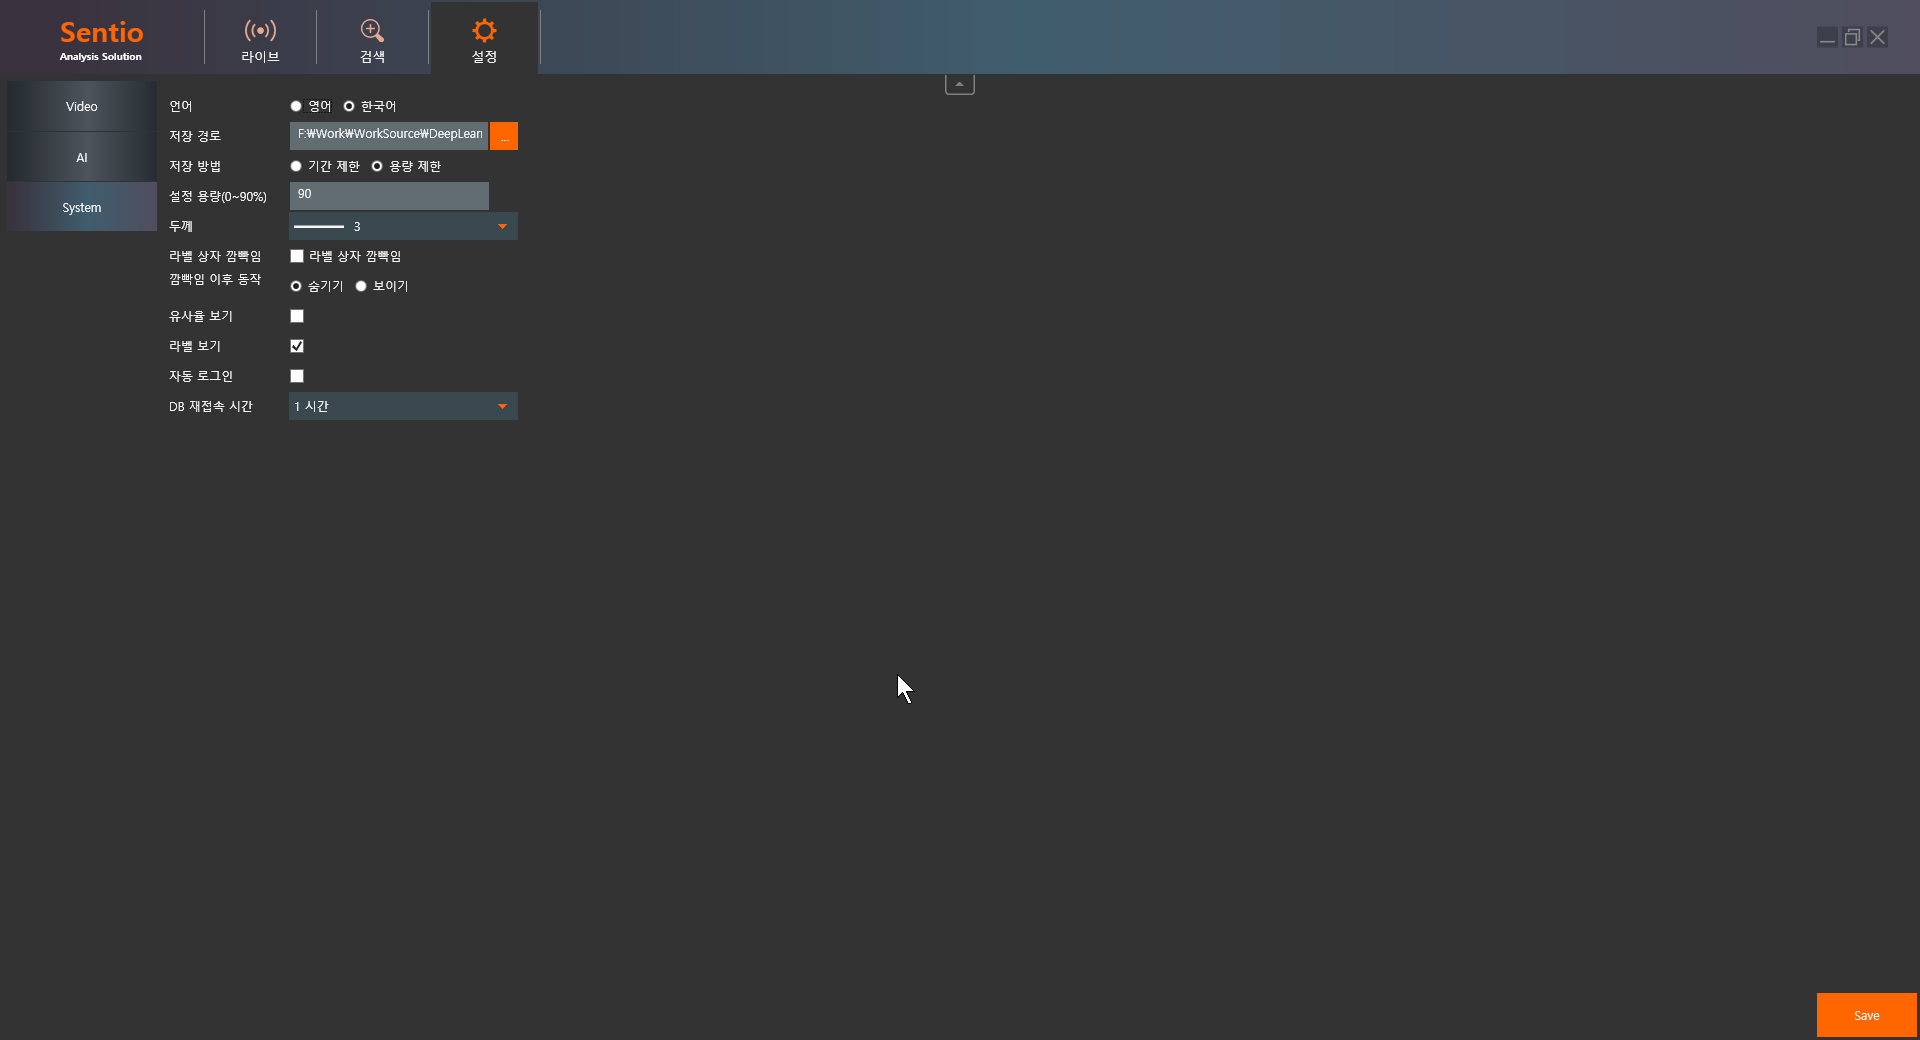 Sentio
Analysis Solution
라이브
검색
설정
Video
AI
System
언어
영어 한국어
저장 경로
F:₩Work₩WorkSource₩DeepLearn
...
저장 방법
기간 제한 용량 제한
설정 용량(0~90%)
90
두께
3
라벨 상자 깜빡임
라벨 상자 깜빡임
깜빡임 이후 동작
숨기기 보이기
유사율 보기
라벨 보기
자동 로그인
DB 재접속 시간
1 시간
Save